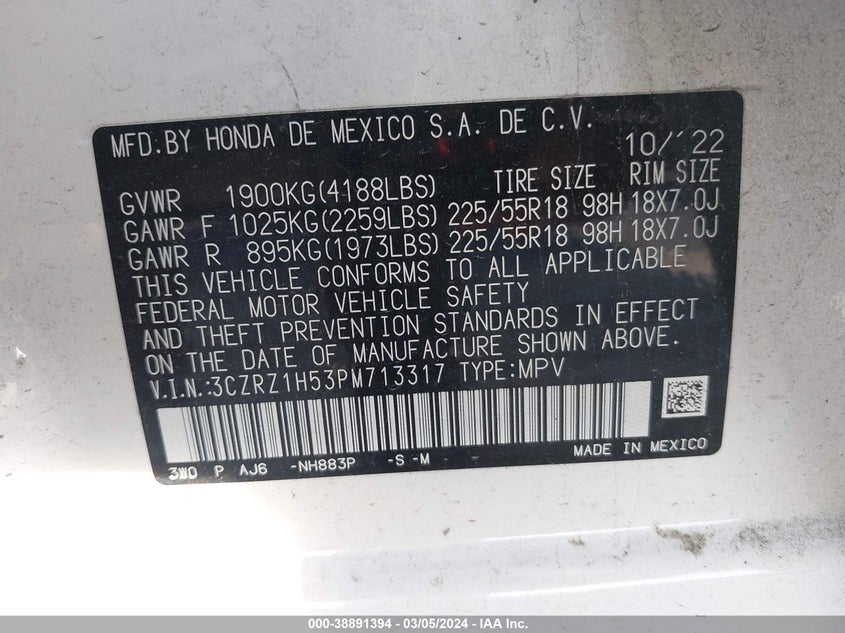 MFD.BY HONDA DE MEXICO S.A. DE C.V. 10/'22
GVWR 1900KG(4188LBS) TIRE SIZE RIM SIZE
GAWR F 1025KG(2259LBS) 225/55R18 98H 18X7.0J
GAWR R 895KG(1973LBS) 225/55R18 98H 18X7.0J
THIS VEHICLE CONFORMS TO ALL APPLICABLE
FEDERAL MOTOR VEHICLE SAFETY
AND THEFT PREVENTION STANDARDS IN EFFECT
ON THE DATE OF MANUFACTURE SHOWN ABOVE.
V.I.N.:3CZRZ1H53PM713317 TYPE:MPV
3W0 P AJ6 -NH883P -S -M MADE IN MEXICO
000-38891394 - 03/05/2024 - IAAI.com